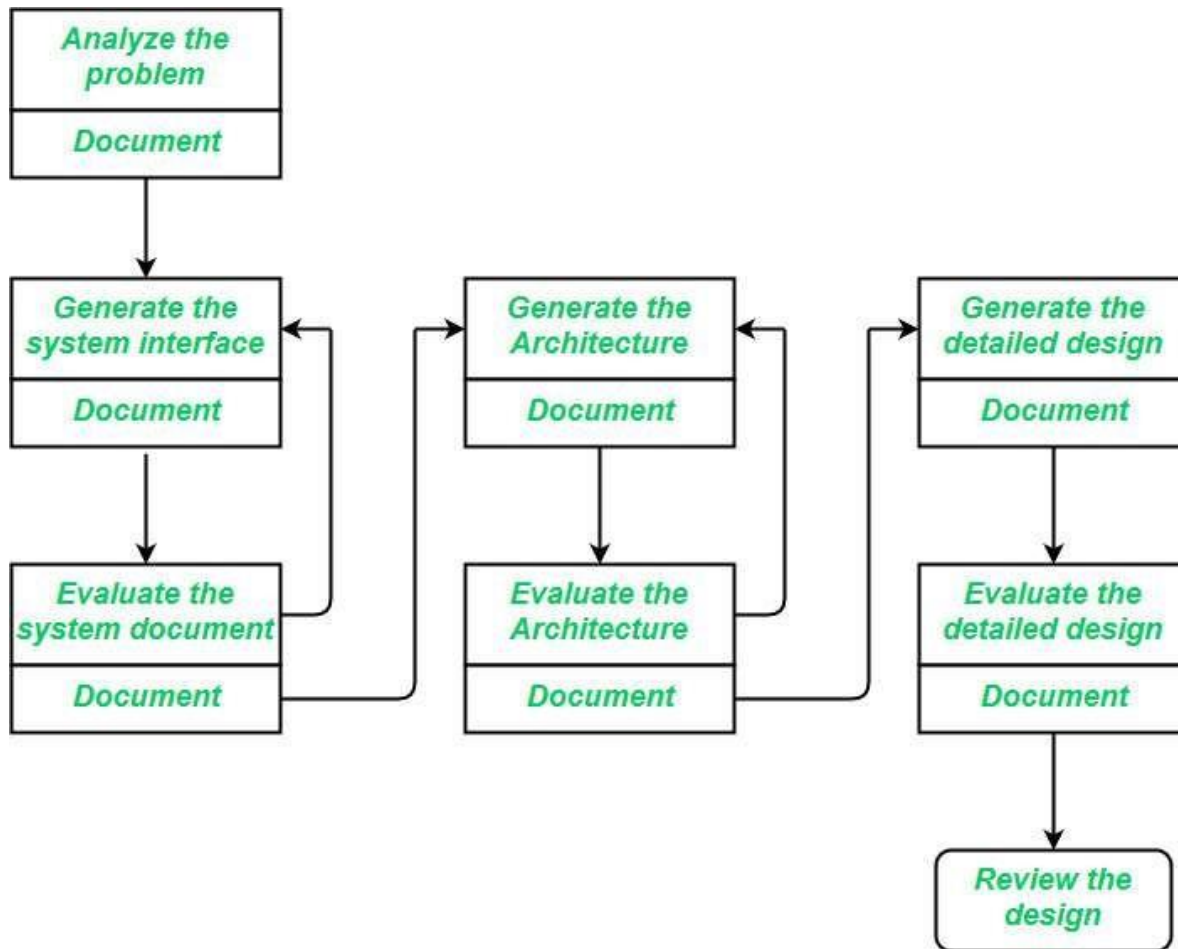 Analyze the
problem
Document
Generate the
system interface
Document
Evaluate the
system document
Document
Generate the
Architecture
Document
Evaluate the
Architecture
Document
Generate the
detailed design
Document
Evaluate the
detailed design
Document
Review the
design